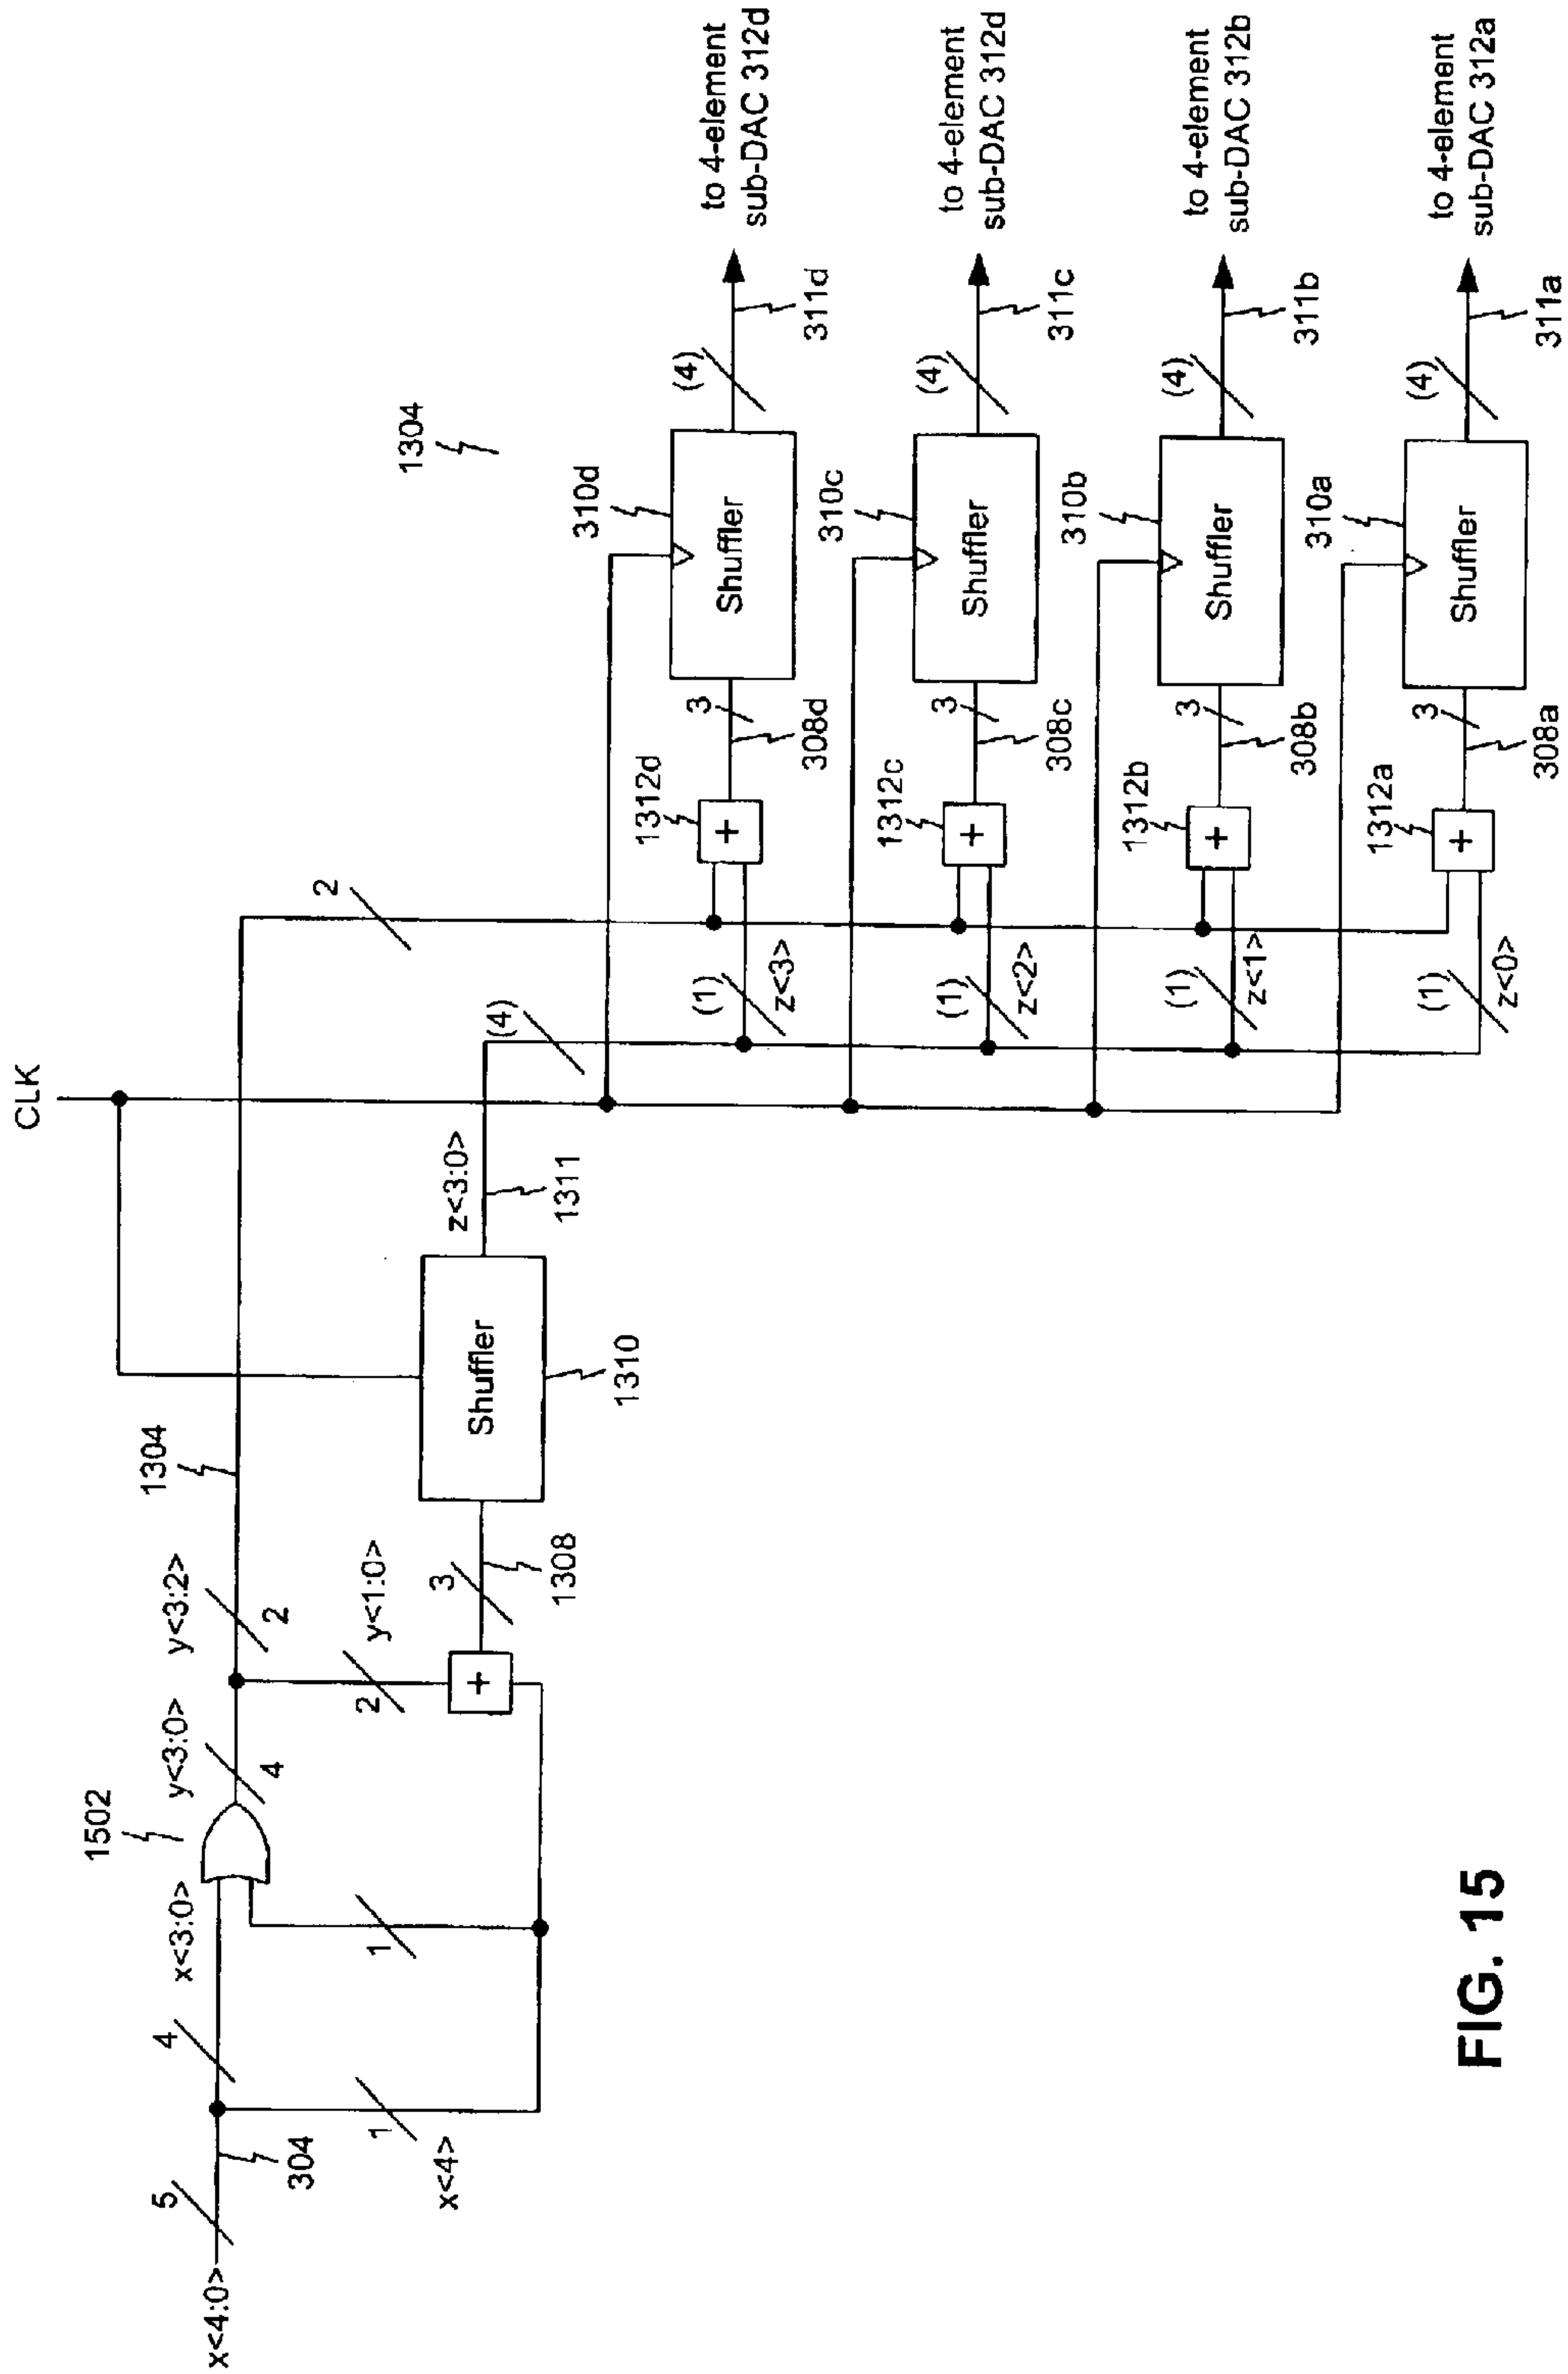 x<4:0>
5
304
x<4>
1
4
x<3:0>
1
1502
y<3:0>
4
y<3:2>
2
2
y<1:0>
+
3
1308
1304
Shuffler
1310
z<3:0>
1311
CLK
(4)
2
1304
(1)
z<3>
1312d
+
3
308d
310d
Shuffler
(4)
311d
to 4-element
sub-DAC 312d
(1)
z<2>
1312c
+
3
308c
310c
Shuffler
(4)
311c
to 4-element
sub-DAC 312d
(1)
z<1>
1312b
+
3
308b
310b
Shuffler
(4)
311b
to 4-element
sub-DAC 312b
(1)
z<0>
1312a
+
3
308a
310a
Shuffler
(4)
311a
to 4-element
sub-DAC 312a
FIG. 15